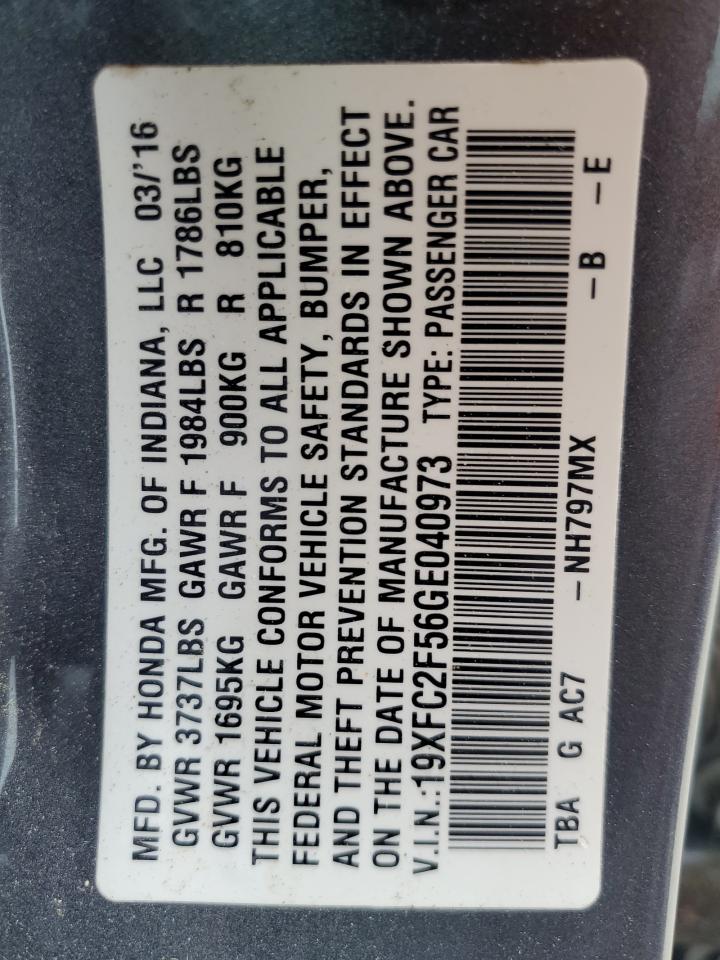 MFD. BY HONDA MFG. OF INDIANA, LLC 03/'16
GVWR 3737LBS GAWR F 1984LBS R 1786LBS
GVWR 1695KG GAWR F 900KG R 810KG
THIS VEHICLE CONFORMS TO ALL APPLICABLE
FEDERAL MOTOR VEHICLE SAFETY, BUMPER,
AND THEFT PREVENTION STANDARDS IN EFFECT
ON THE DATE OF MANUFACTURE SHOWN ABOVE.
V.I.N.:19XFC2F56GE040973 TYPE: PASSENGER CAR
TBA G AC7 –NH797MX –B –E